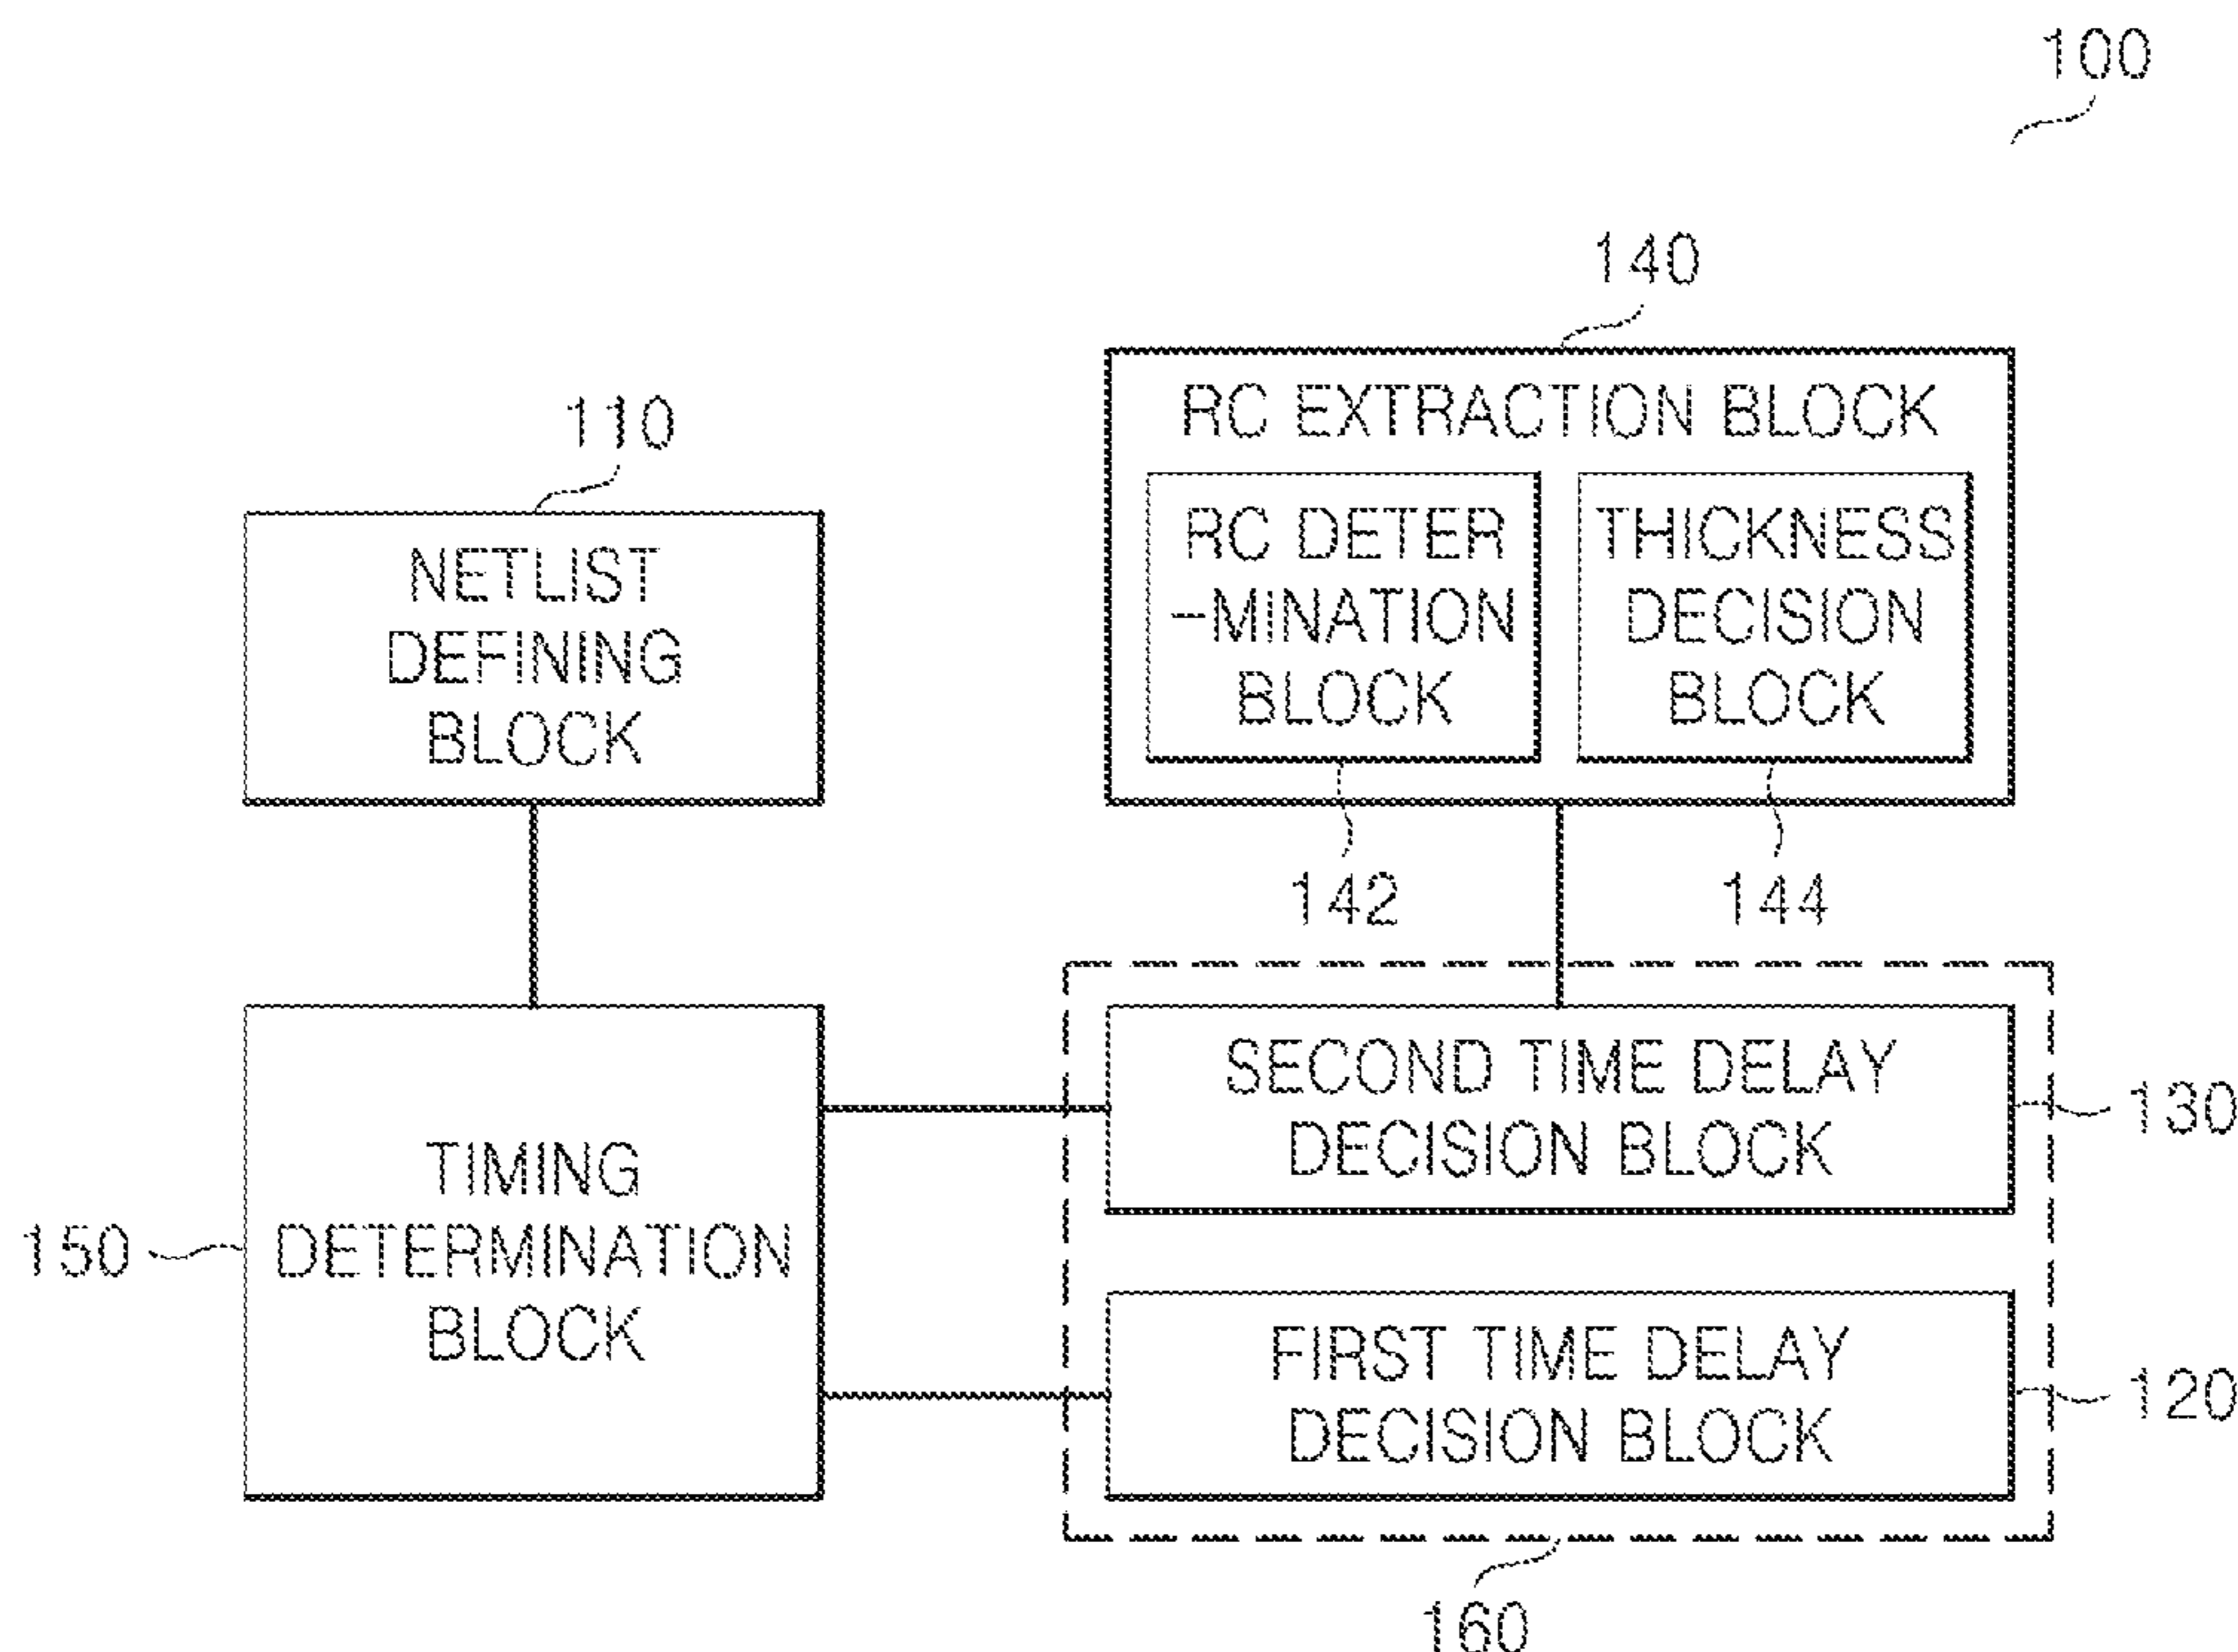 100
140
RC EXTRACTION BLOCK
110
RC DETER
-MINATION
BLOCK
THICKNESS
DECISION
BLOCK
NETLIST
DEFINING
BLOCK
142
144
SECOND TIME DELAY
DECISION BLOCK
130
TIMING
DETERMINATION
BLOCK
150
FIRST TIME DELAY
DECISION BLOCK
120
160